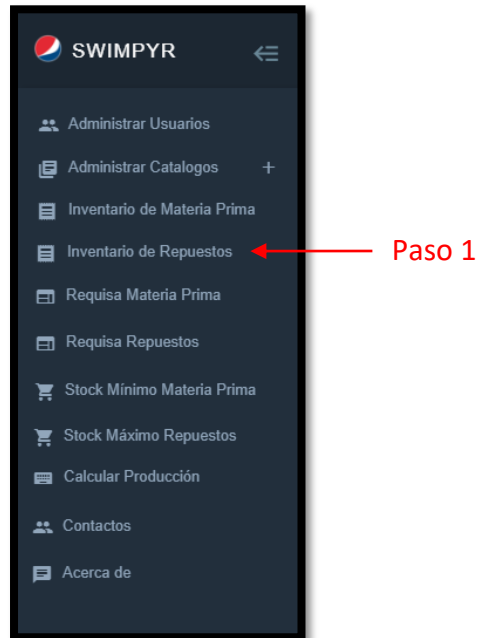 SWIMPYR
Administrar Usuarios
Administrar Catalogos +
Inventario de Materia Prima
Inventario de Repuestos
Paso 1
Requisa Materia Prima
Requisa Repuestos
Stock Mínimo Materia Prima
Stock Máximo Repuestos
Calcular Producción
Contactos
Acerca de